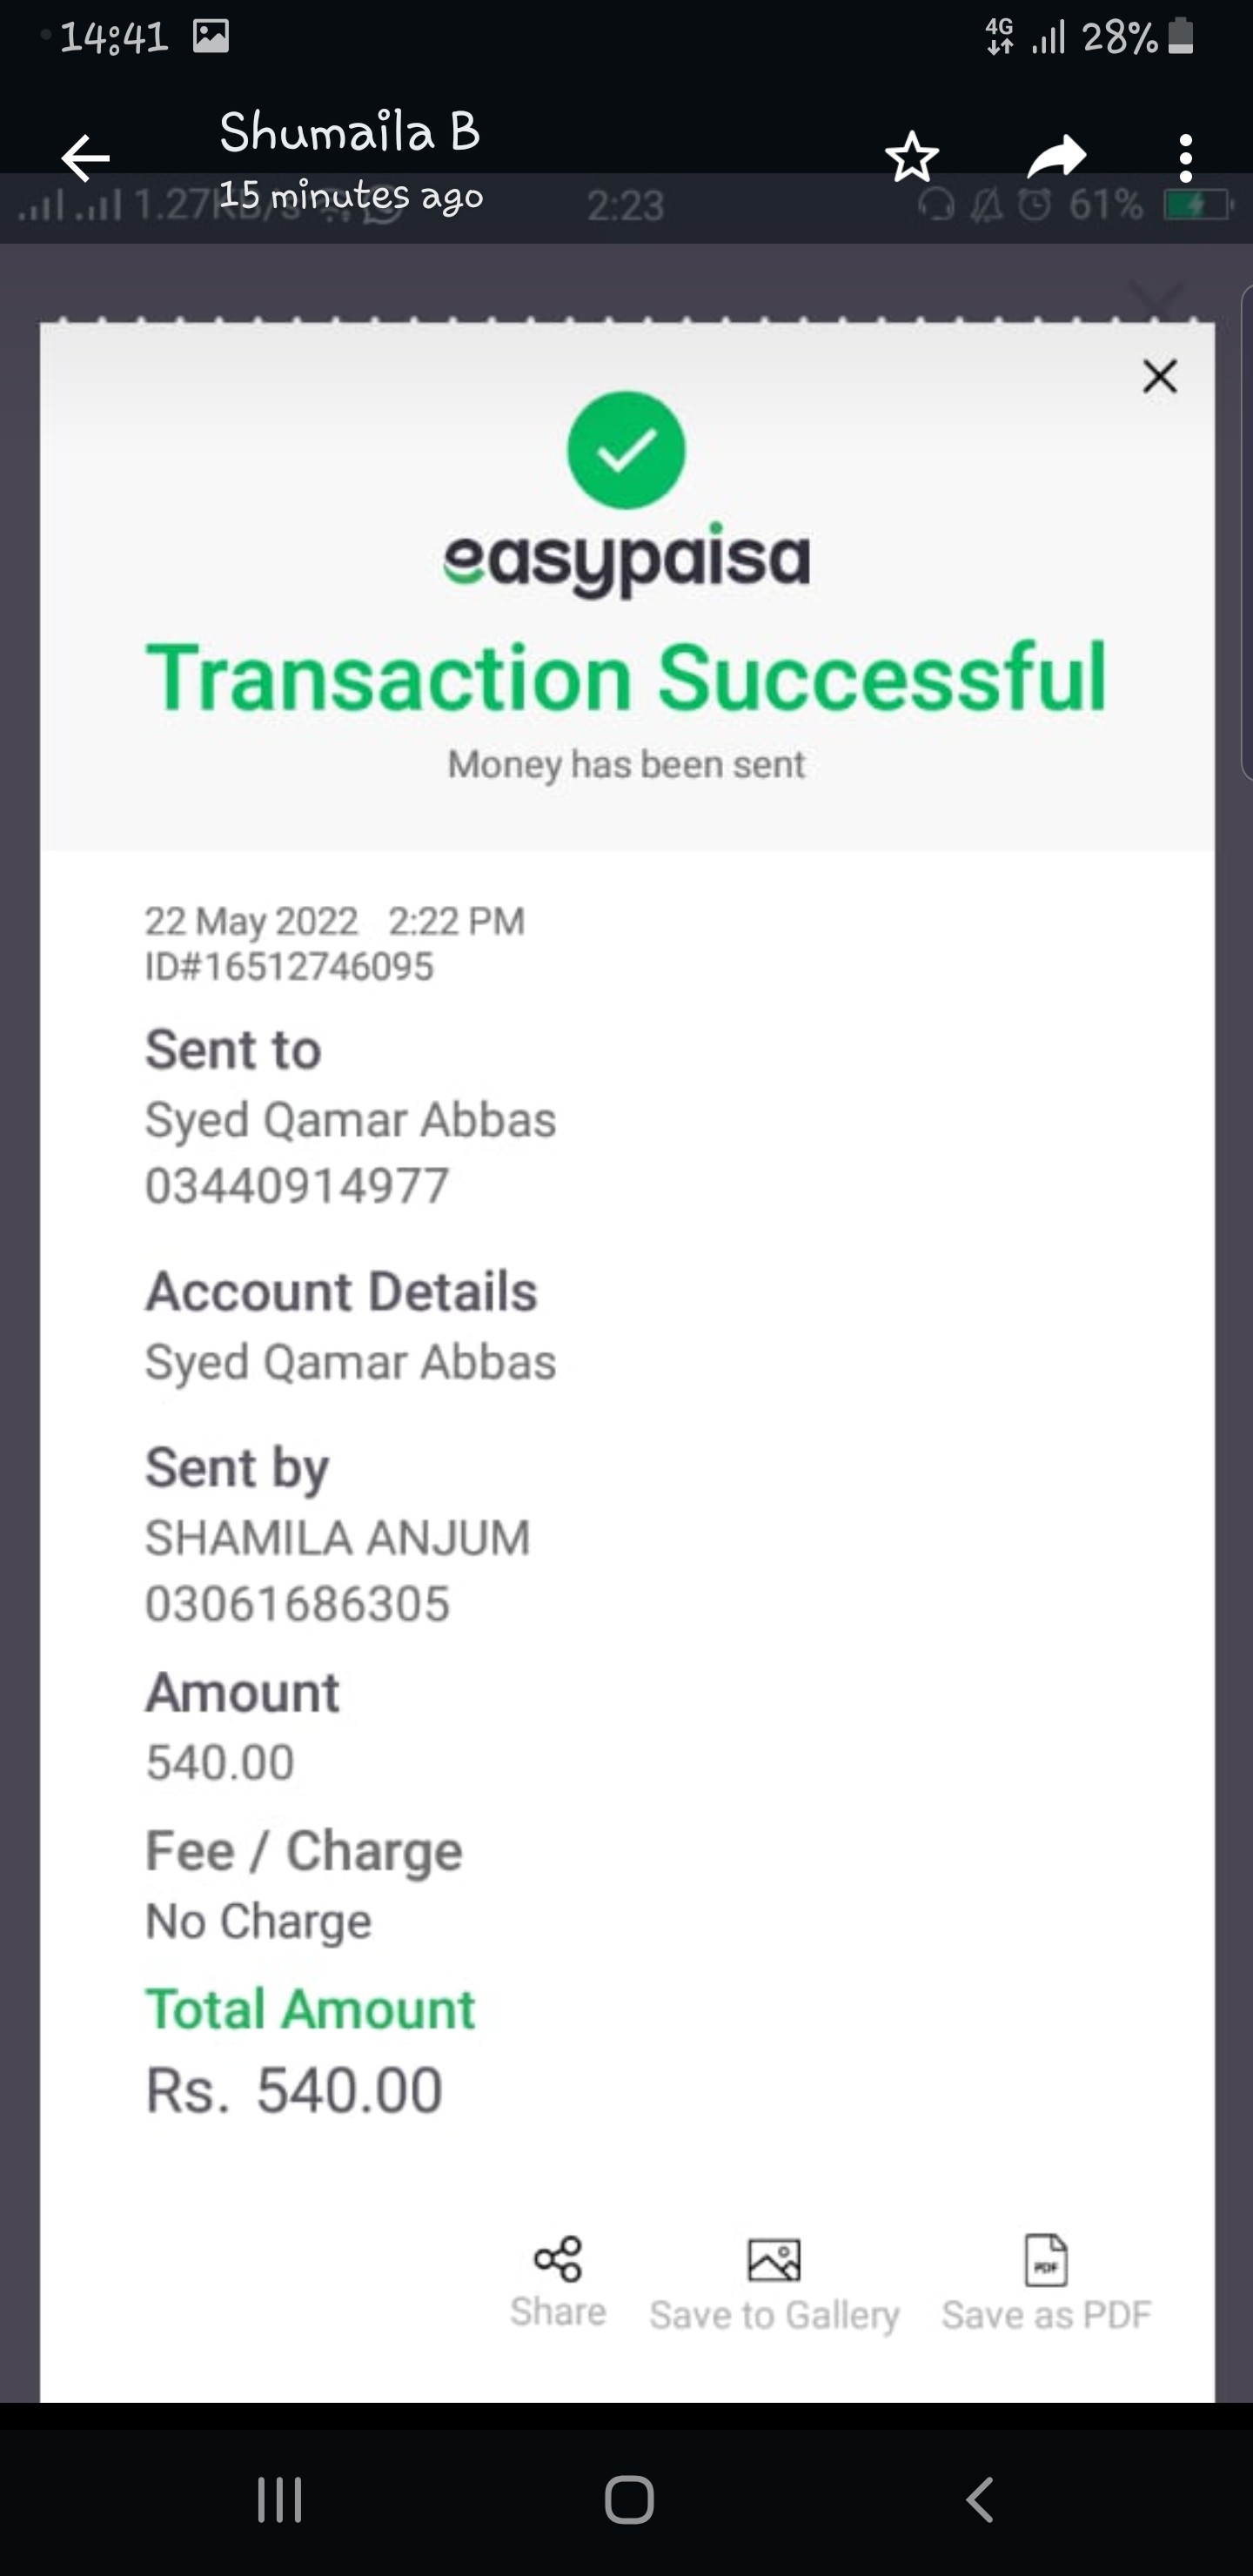 14:41
4G
28%
Shumaila B
15 minutes ago
1.27KB/s
2:23
61%
easypaisa
Transaction Successful
Money has been sent
22 May 2022 2:22 PM
ID#16512746095
Sent to
Syed Qamar Abbas
03440914977
Account Details
Syed Qamar Abbas
Sent by
SHAMILA ANJUM
03061686305
Amount
540.00
Fee / Charge
No Charge
Total Amount
Rs. 540.00
Share
Save to Gallery
PDF
Save as PDF